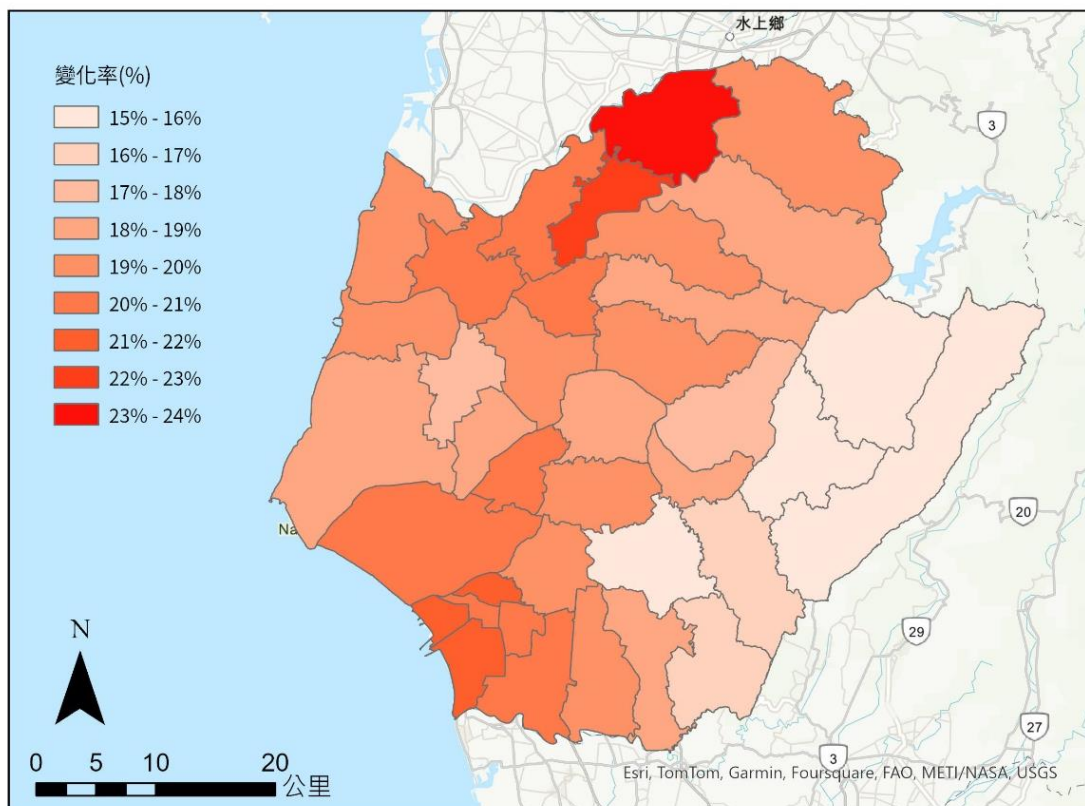 水上鄉
變化率(%)
15% - 16%
16% - 17%
17% - 18%
18% - 19%
19% - 20%
20% - 21%
21% - 22%
22% - 23%
23% - 24%
3
20
Na
29
27
3
N
0 5 10 20
公里
Esri, TomTom, Garmin, Foursquare, FAO, METI/NASA, USGS